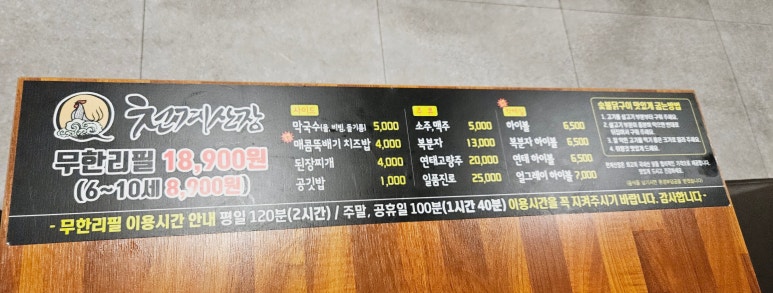 천계산장
무한리필 18,900원
(6~10세 8,900원)
사이드
막국수(물, 비빔, 들기름) 5,000
매콤뚝배기 치즈밥 4,000
된장찌개 4,000
공깃밥 1,000
소주, 맥주 5,000
복분자 13,000
연태고량주 20,000
일품진로 25,000
하이볼 6,500
복분자 하이볼 6,500
연태 하이볼 6,500
얼그레이 하이볼 7,000
숯불닭구이 맛있게 굽는방법
- 무한리필 이용시간 안내 평일 120분(2시간) / 주말, 공휴일 100분(1시간 40분) 이용시간을 꼭 지켜주시기 바랍니다. 감사합니다-